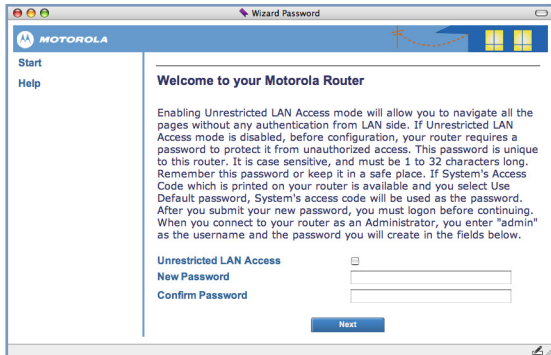 Wizard Password
MOTOROLA
Start
Help
Welcome to your Motorola Router
Enabling Unrestricted LAN Access mode will allow you to navigate all the
pages without any authentication from LAN side. If Unrestricted LAN
Access mode is disabled, before configuration, your router requires a
password to protect it from unauthorized access. This password is unique
to this router. It is case sensitive, and must be 1 to 32 characters long.
Remember this password or keep it in a safe place. If System's Access
Code which is printed on your router is available and you select Use
Default password, System's access code will be used as the password.
After you submit your new password, you must logon before continuing.
When you connect to your router as an Administrator, you enter "admin"
as the username and the password you will create in the fields below.
Unrestricted LAN Access
New Password
Confirm Password
Next